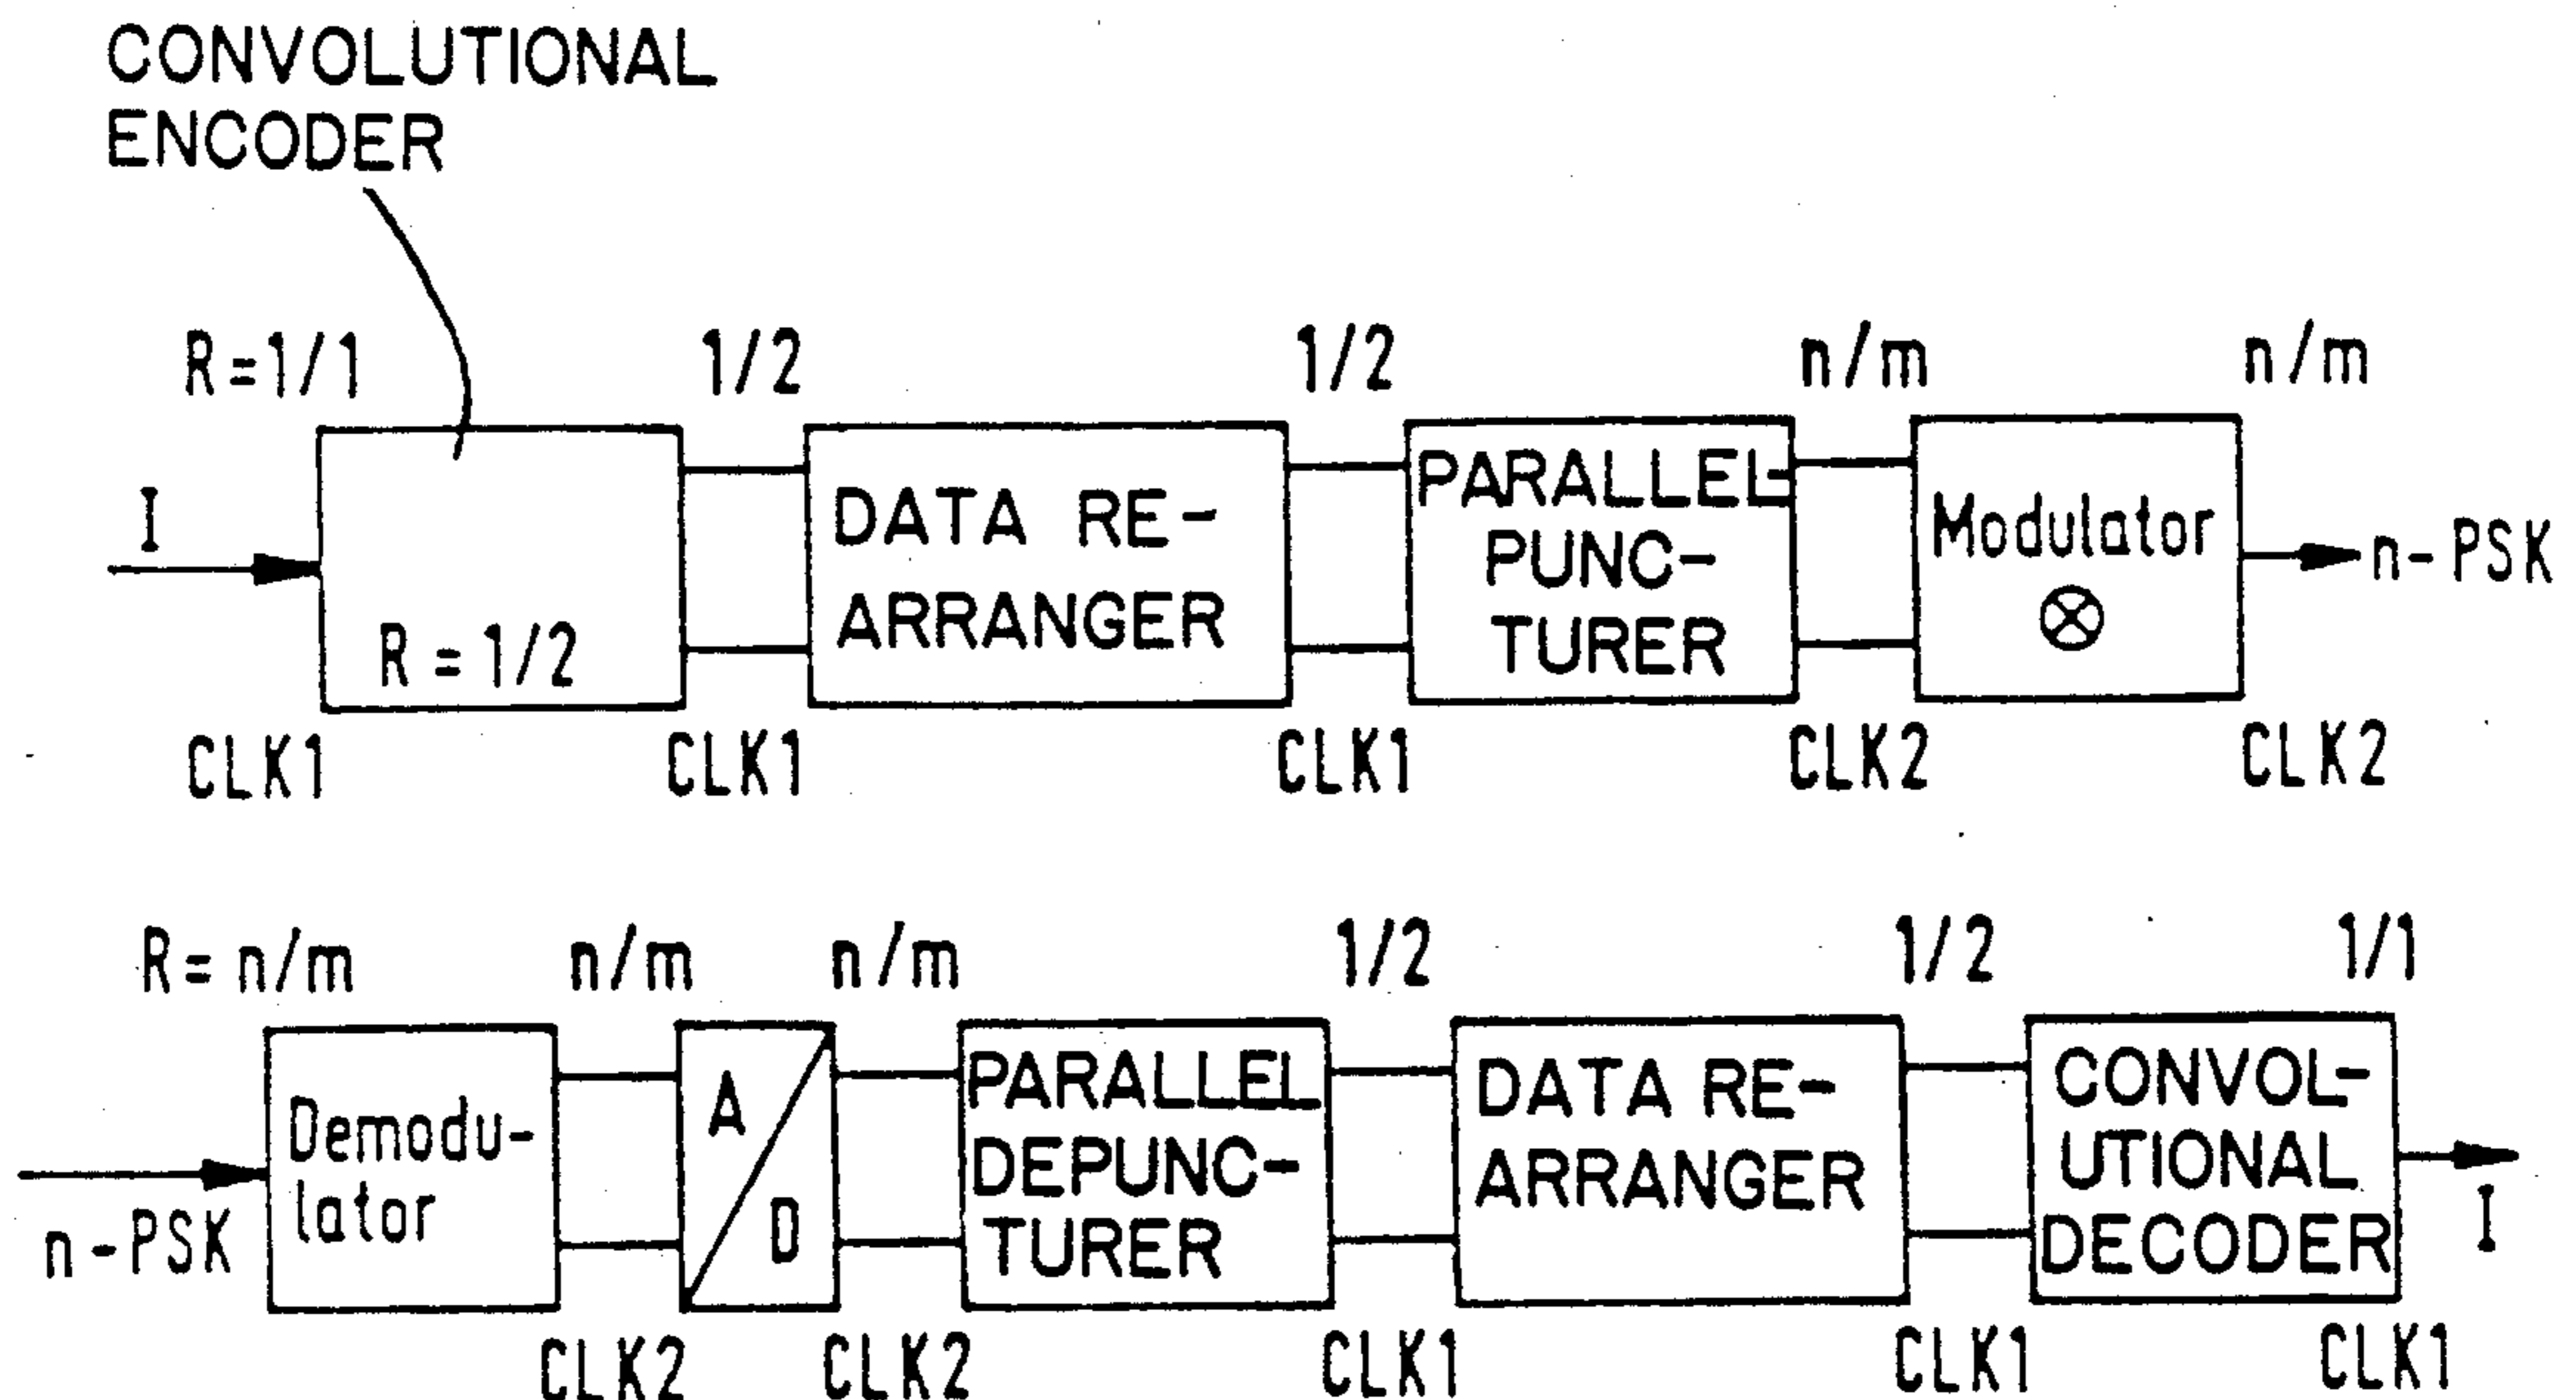 CONVOLUTIONAL
ENCODER
R=1/1 1/2 1/2 n/m n/m
I
R=1/2
DATA RE-
ARRANGER
PARALLEL-
PUNC-
TURER
Modulator
n-PSK
CLK1 CLK1 CLK1 CLK2 CLK2
R= n/m n/m n/m 1/2 1/2 1/1
n-PSK
Demodu-
lator
A
D
PARALLEL
DEPUNC-
TURER
DATA RE-
ARRANGER
CONVOL-
UTIONAL
DECODER
I
CLK2 CLK2 CLK1 CLK1 CLK1